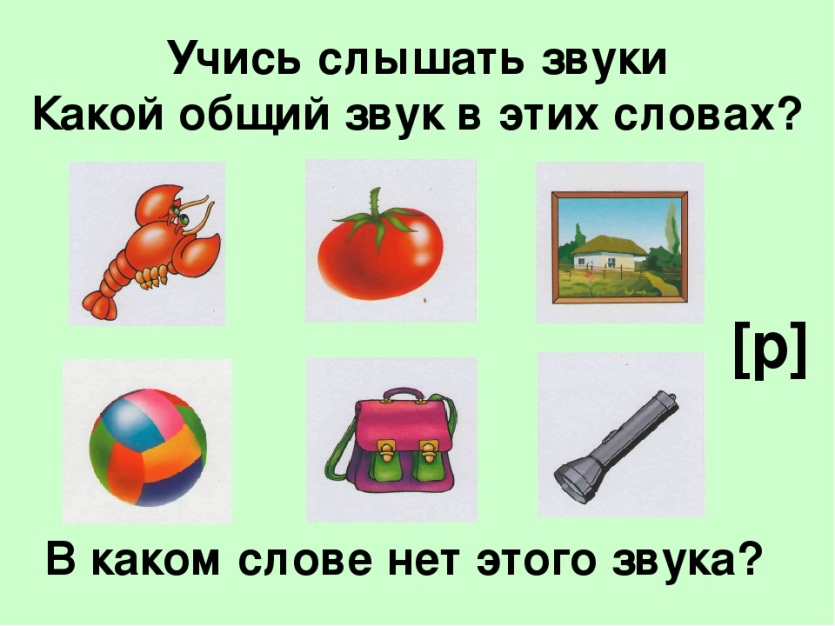 Учись слышать звуки
Какой общий звук в этих словах?
[р]
В каком слове нет этого звука?